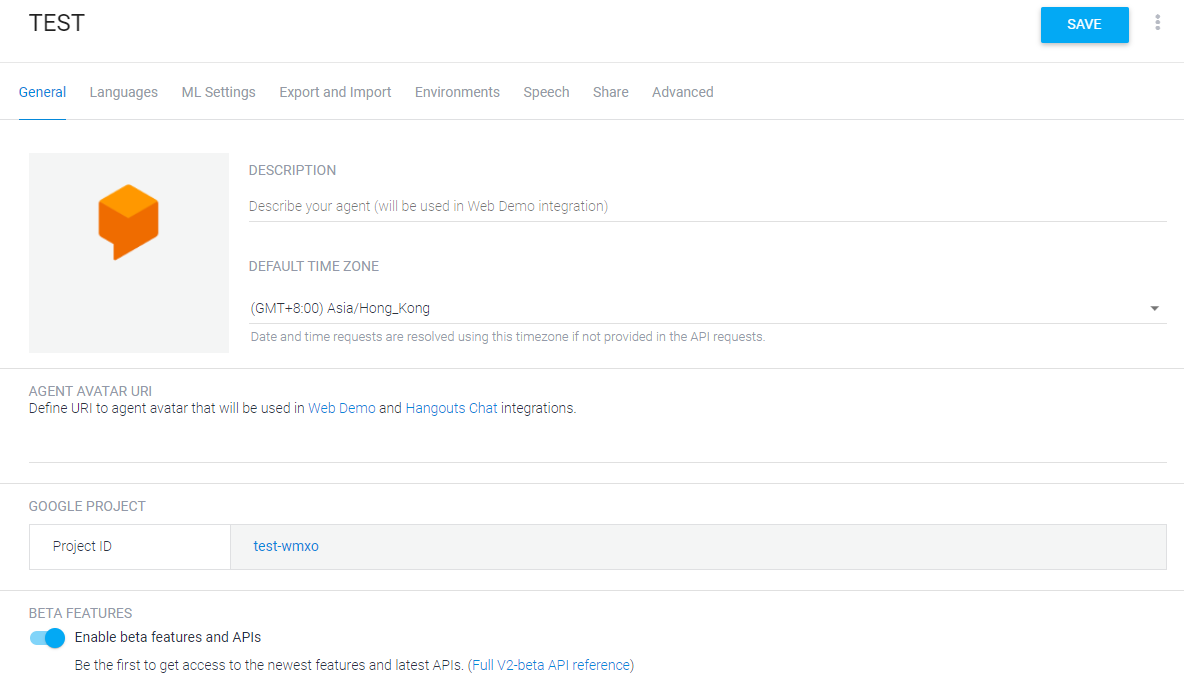 TEST
SAVE
General Languages ML Settings Export and Import Environments Speech Share Advanced
DESCRIPTION
Describe your agent (will be used in Web Demo integration)
DEFAULT TIME ZONE
(GMT+8:00) Asia/Hong_Kong
Date and time requests are resolved using this timezone if not provided in the API requests.
AGENT AVATAR URI
Define URI to agent avatar that will be used in Web Demo and Hangouts Chat integrations.
GOOGLE PROJECT
Project ID test-wmxo
BETA FEATURES
Enable beta features and APIs
Be the first to get access to the newest features and latest APIs. (Full V2-beta API reference)